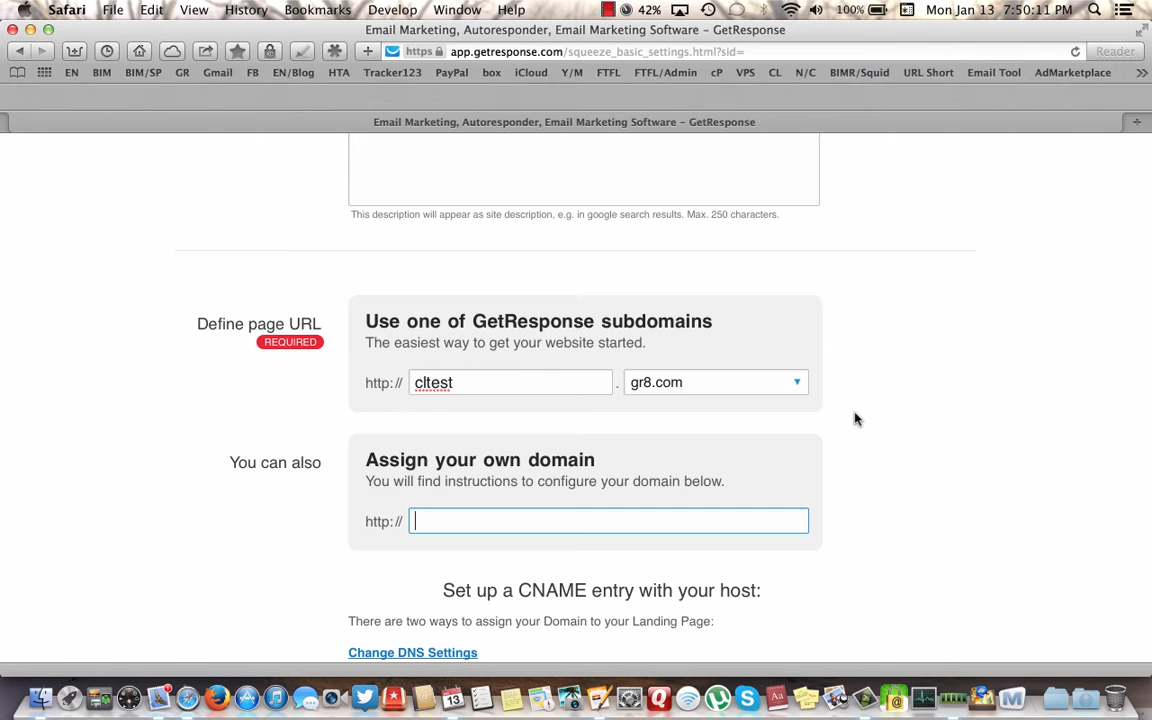 Safari File Edit View History Bookmarks Develop Window Help 42% 100% Mon Jan 13 7:50:11 PM
Email Marketing, Autoresponder, Email Marketing Software – GetResponse
https app.getresponse.com/squeeze_basic_settings.html?sid= Reader
EN BIM BIM/SP GR Gmail FB EN/Blog HTA Tracker123 PayPal box iCloud Y/M FTFL FTFL/Admin cP VPS CL N/C BIMR/Squid URL Short Email Tool AdMarketplace
Email Marketing, Autoresponder, Email Marketing Software – GetResponse
This description will appear as site description, e.g. in google search results. Max. 250 characters.
Define page URL
REQUIRED
Use one of GetResponse subdomains
The easiest way to get your website started.
http:// cltest . gr8.com
You can also
Assign your own domain
You will find instructions to configure your domain below.
http://
Set up a CNAME entry with your host:
There are two ways to assign your Domain to your Landing Page:
Change DNS Settings